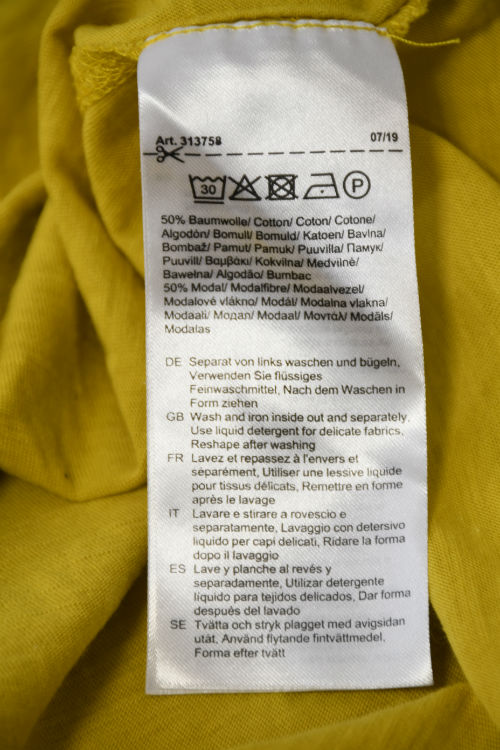 Art. 313758 07/19
30 P
50% Baumwolle/ Cotton/ Coton/ Cotone/
Algodón/ Bomull/ Bomuld/ Katoen/ Bavlna/
Bombaž/ Pamut/ Pamuk/ Puuvilla/ Памук/
Puuvill/ Βαμβάκι/ Kokvilna/ Medvilnė/
Bawełna/ Algodão/ Bumbac
50% Modal/ Modalfibre/ Modaalvezel/
Modalové vlákno/ Modál/ Modalna vlakna/
Modaali/ Модал/ Modaal/ Μοντάλ/ Modāls/
Modalas
DE Separat von links waschen und bügeln,
Verwenden Sie flüssiges
Feinwaschmittel, Nach dem Waschen in
Form ziehen
GB Wash and iron inside out and separately,
Use liquid detergent for delicate fabrics,
Reshape after washing
FR Lavez et repassez à l'envers et
séparément, Utiliser une lessive liquide
pour tissus délicats, Remettre en forme
après le lavage
IT Lavare e stirare a rovescio e
separatamente, Lavaggio con detersivo
liquido per capi delicati, Ridare la forma
dopo il lavaggio
ES Lave y planche al revés y
separadamente, Utilizar detergente
líquido para tejidos delicados, Dar forma
después del lavado
SE Tvätta och stryk plagget med avigsidan
utåt, Använd flytande fintvättmedel,
Forma efter tvätt